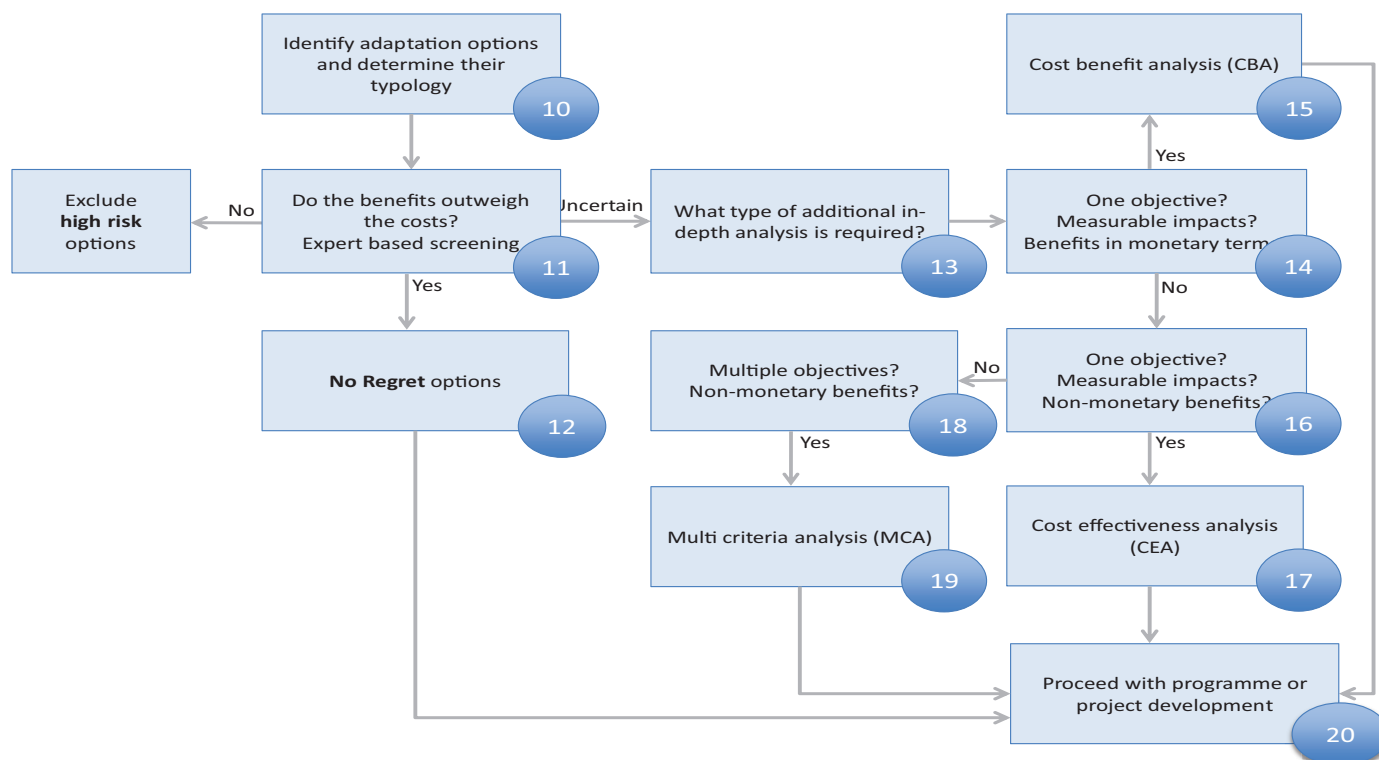 Identify adaptation options
and determine their
typology
10
Cost benefit analysis (CBA)
15
Yes
Exclude
high risk
options
No
Do the benefits outweigh
the costs?
Expert based screening
11
Uncertain
What type of additional in-
depth analysis is required?
13
One objective?
Measurable impacts?
Benefits in monetary term
14
Yes
No
No Regret options
12
Multiple objectives?
Non-monetary benefits?
18
No
One objective?
Measurable impacts?
Non-monetary benefits?
16
Yes
Yes
Multi criteria analysis (MCA)
19
Cost effectiveness analysis
(CEA)
17
Proceed with programme or
project development
20